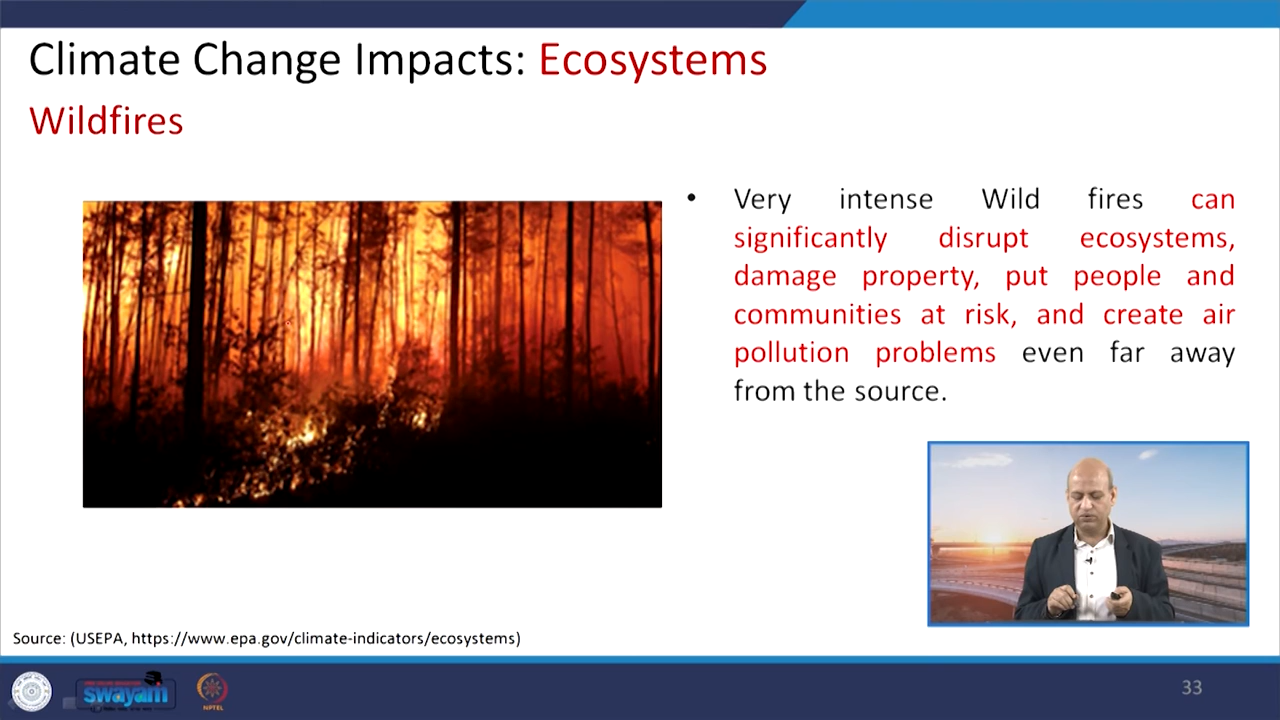 Climate Change Impacts: Ecosystems
Wildfires
• Very intense Wild fires can
significantly disrupt ecosystems,
damage property, put people and
communities at risk, and create air
pollution problems even far away
from the source.
Source: (USEPA, https://www.epa.gov/climate-indicators/ecosystems)
swayam
NPTEL
33